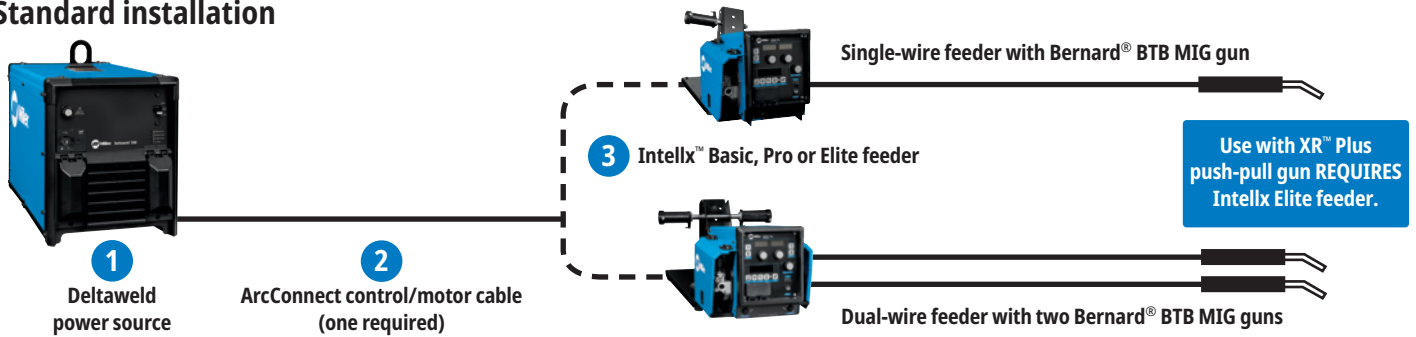 Standard installation
Single-wire feeder with Bernard® BTB MIG gun
3 Intellx™ Basic, Pro or Elite feeder
Use with XR™ Plus
push-pull gun REQUIRES
Intellx Elite feeder.
1
Deltaweld
power source
2
ArcConnect control/motor cable
(one required)
Dual-wire feeder with two Bernard® BTB MIG guns
Miller